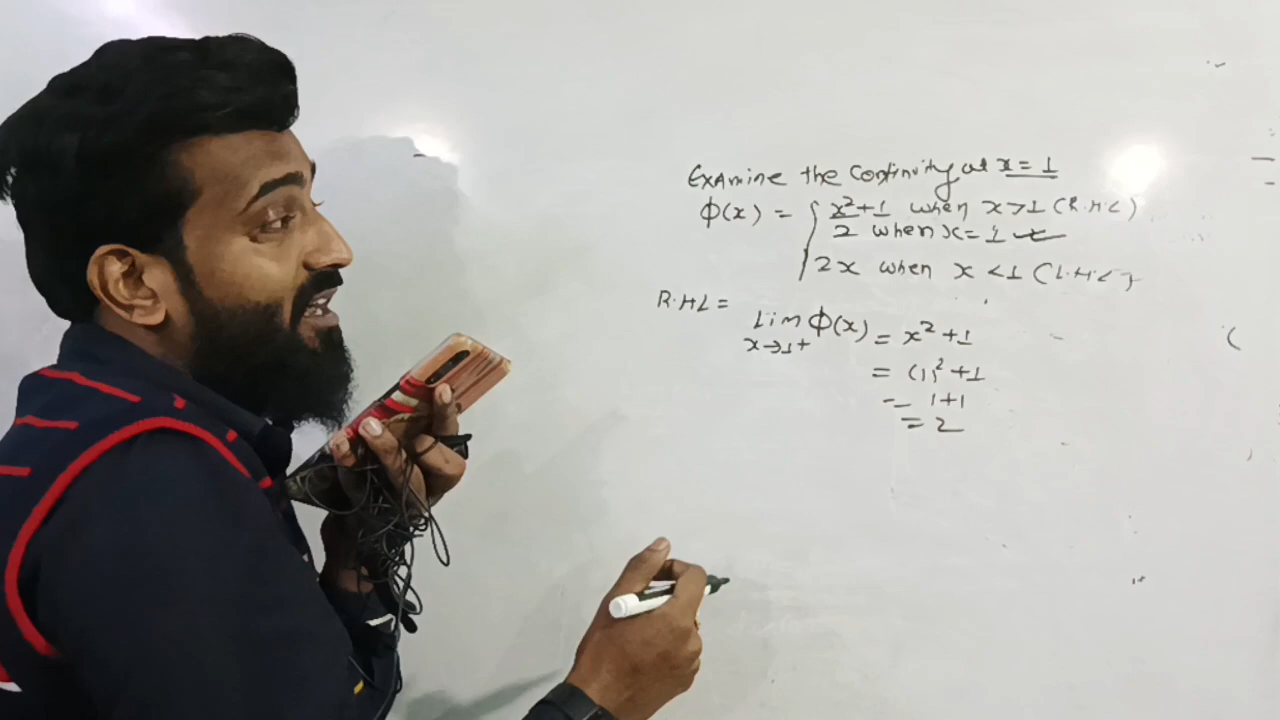 Examine the Continuity at x = 1
Φ(x) = { x²+1 when x>1 (R.H.L)
2 when x=1
2x when x<1 (L.H.L)
R.H.L =
Lim Φ(x) = x²+1
x→1+
= (1)²+1
= 1+1
= 2